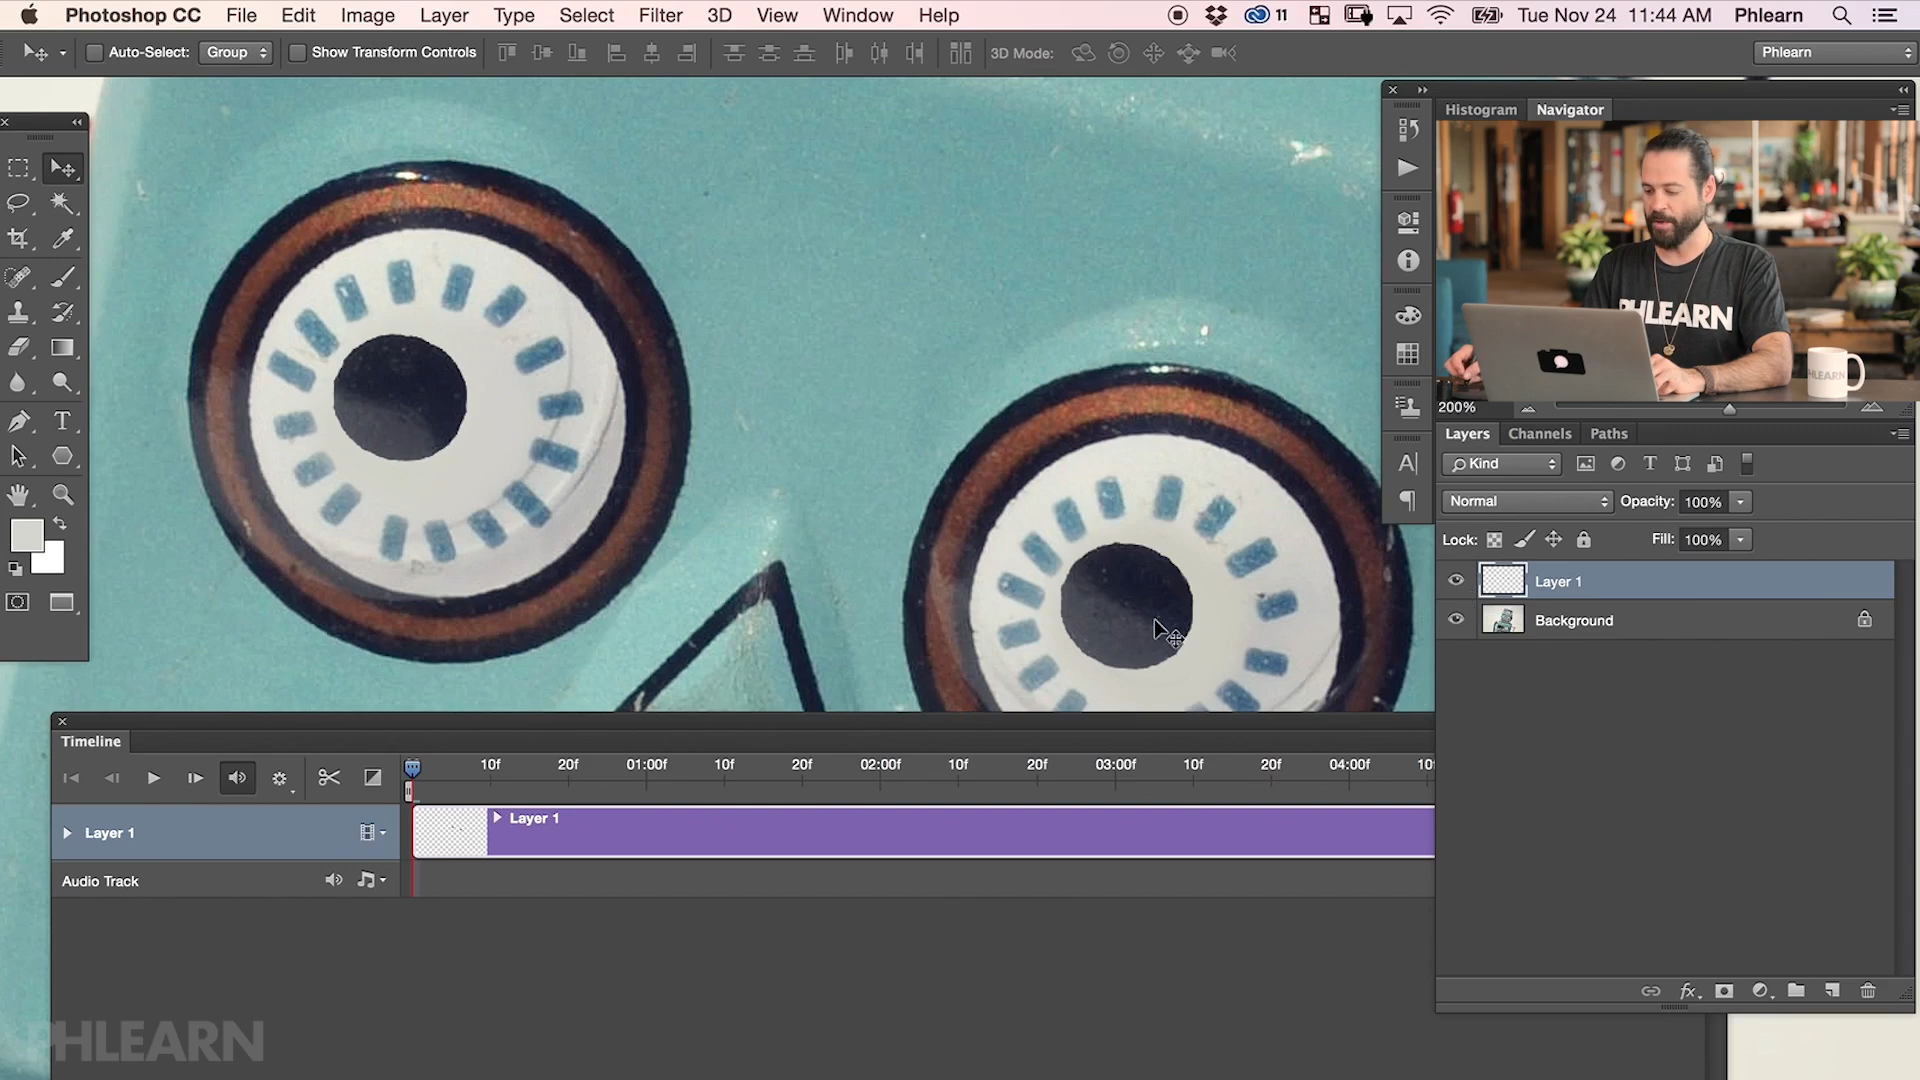 Photoshop CC File Edit Image Layer Type Select Filter 3D View Window Help 11 Tue Nov 24 11:44 AM Phlearn
Auto-Select: Group Show Transform Controls 3D Mode: Phlearn
Histogram Navigator
PHLEARN
PHLEARN
200%
Layers Channels Paths
Kind
Normal Opacity: 100%
Lock: Fill: 100%
Layer 1
Background
Timeline
10f 20f 01:00f 10f 20f 02:00f 10f 20f 03:00f 10f 20f 04:00f 10
Layer 1 Layer 1
Audio Track
PHLEARN